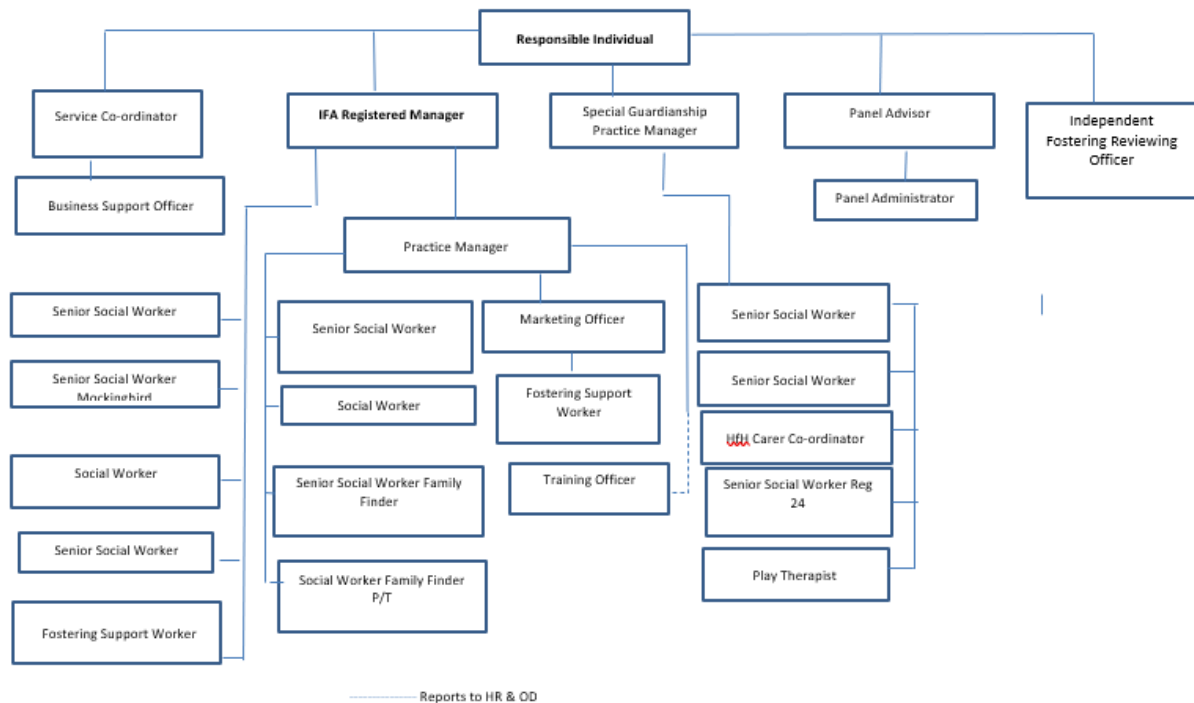 Responsible Individual
Service Co-ordinator
IFA Registered Manager
Special Guardianship
Practice Manager
Panel Advisor
Independent
Fostering Reviewing
Officer
Business Support Officer
Panel Administrator
Practice Manager
Senior Social Worker
Senior Social Worker
Mockingbird
Social Worker
Senior Social Worker
Fostering Support Worker
Senior Social Worker
Social Worker
Senior Social Worker Family
Finder
Social Worker Family Finder
P/T
Marketing Officer
Fostering Support
Worker
Training Officer
Senior Social Worker
Senior Social Worker
HfH Carer Co-ordinator
Senior Social Worker Reg
24
Play Therapist
Reports to HR & OD